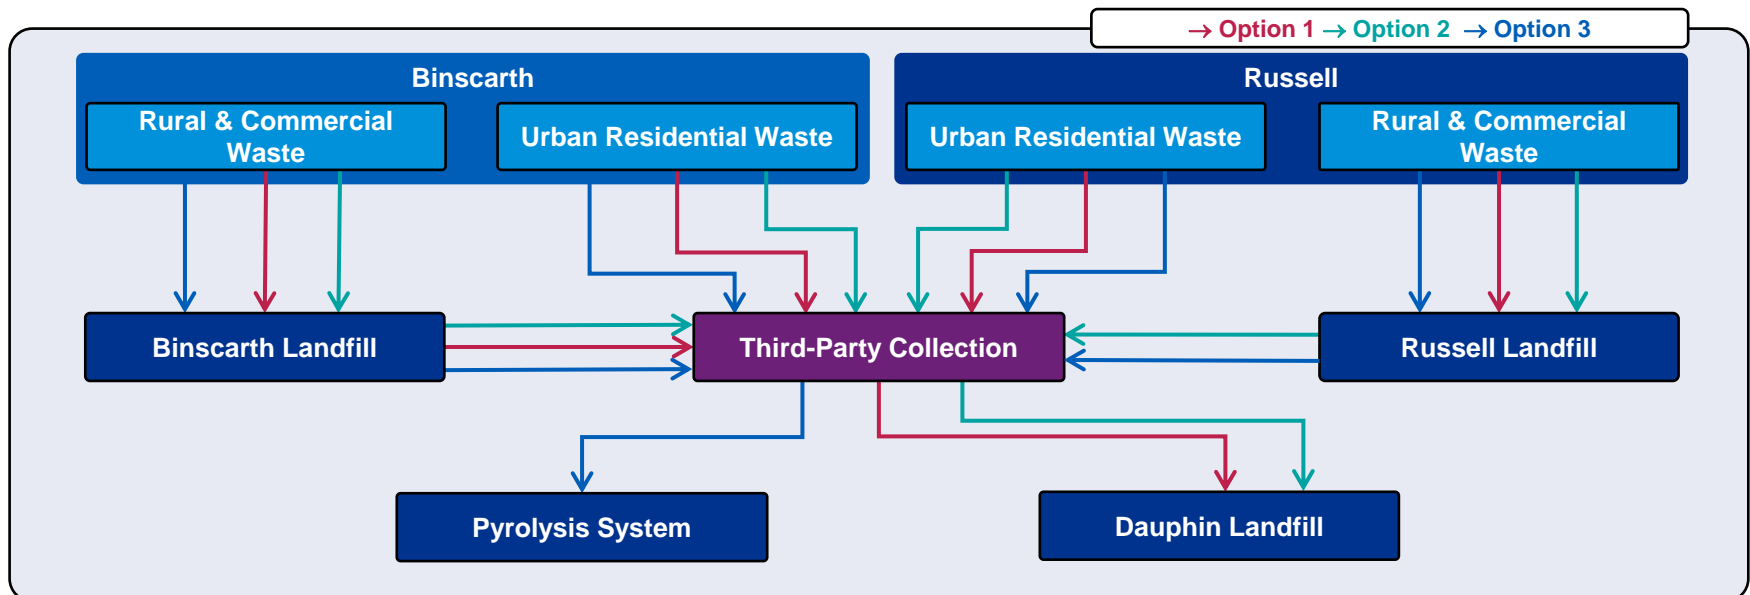 → Option 1 → Option 2 → Option 3
Binscarth
Russell
Rural & Commercial
Waste
Urban Residential Waste
Urban Residential Waste
Rural & Commercial
Waste
Binscarth Landfill
Third-Party Collection
Russell Landfill
Pyrolysis System
Dauphin Landfill